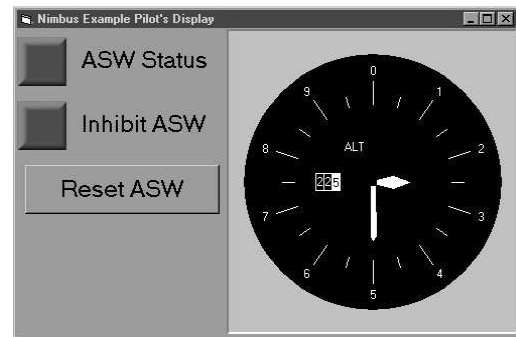 Nimbus Example Pilot's Display
ASW Status
Inhibit ASW
Reset ASW
0
1
2
3
4
5
6
7
8
9
ALT
225